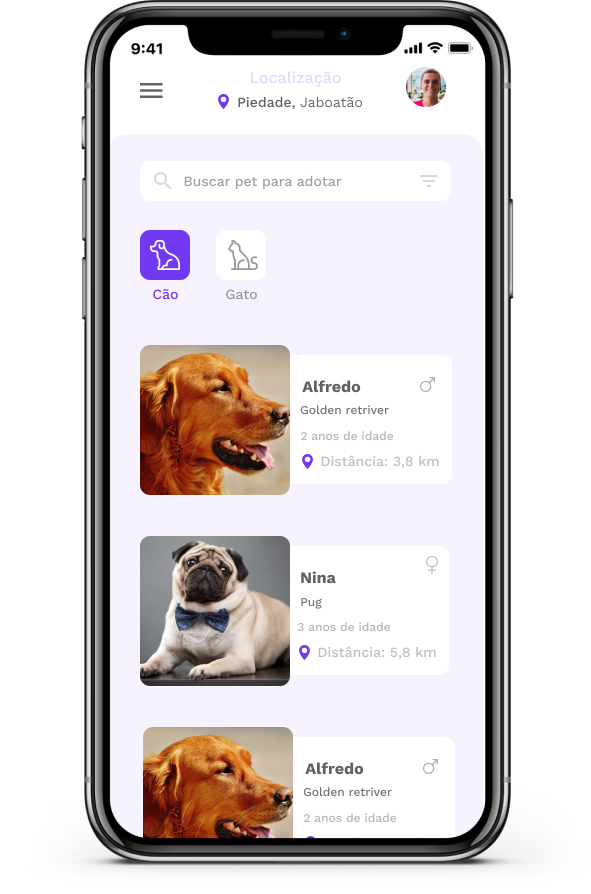 9:41
Localização
Piedade, Jaboatão
Buscar pet para adotar
Cão
Gato
Alfredo
Golden retriver
2 anos de idade
Distância: 3,8 km
Nina
Pug
3 anos de idade
Distância: 5,8 km
Alfredo
Golden retriver
2 anos de idade